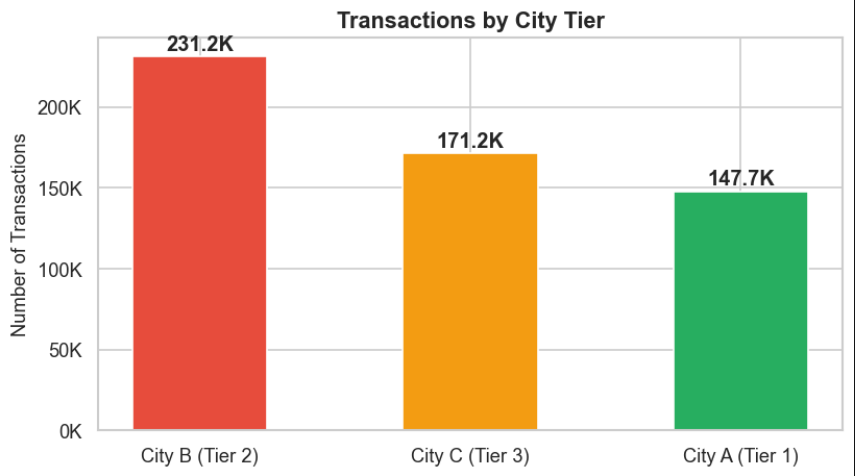 Transactions by City Tier
Number of Transactions
200K
150K
100K
50K
0K
231.2K
171.2K
147.7K
City B (Tier 2)
City C (Tier 3)
City A (Tier 1)